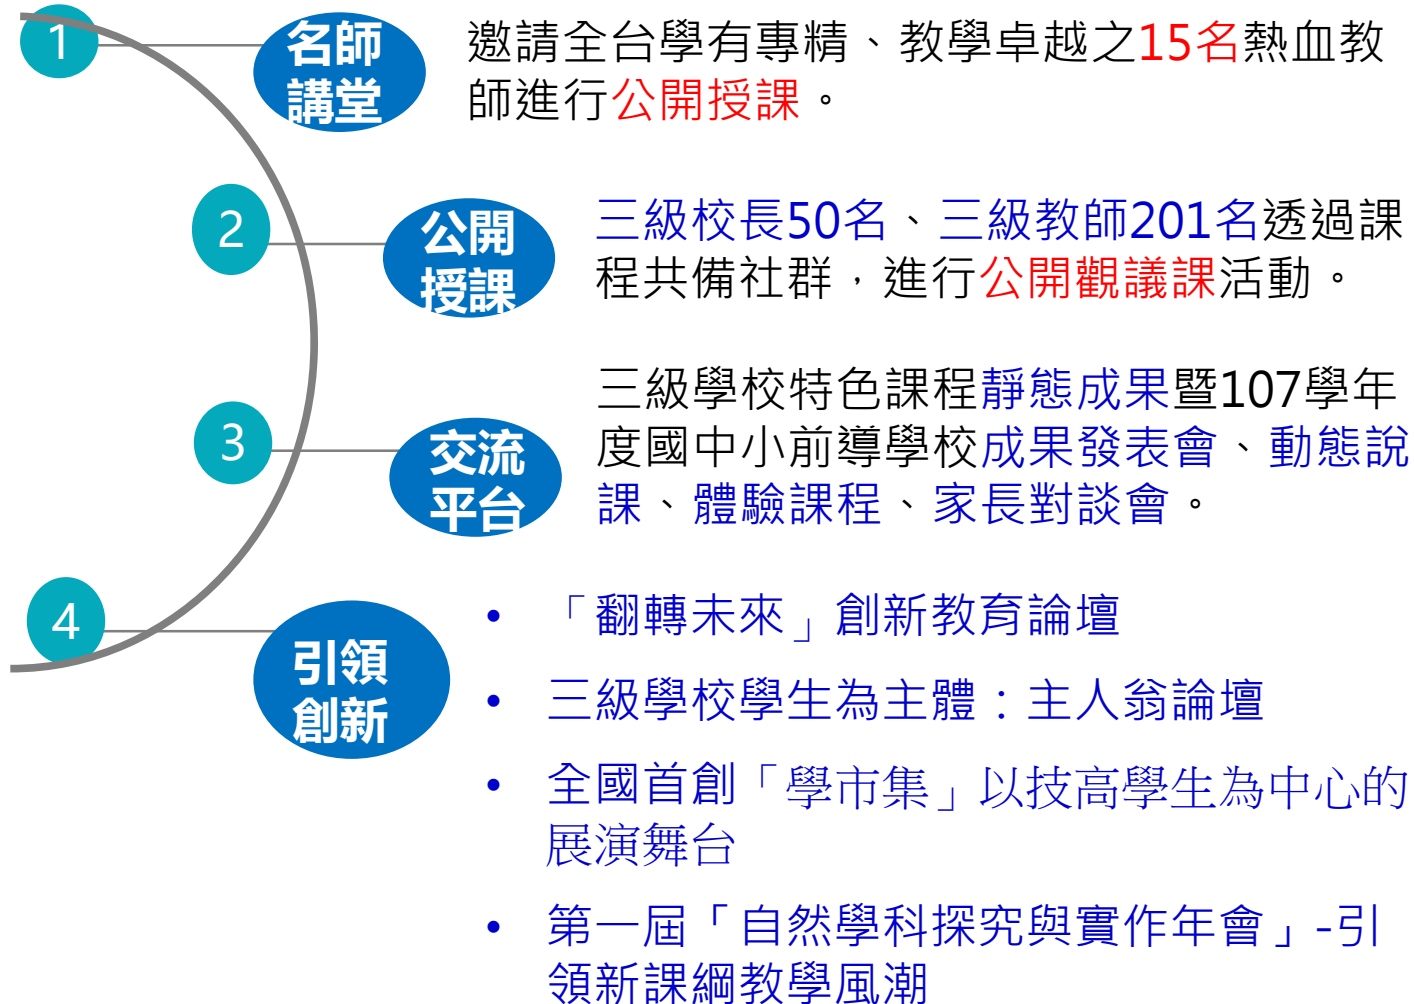 1
名師
講堂
邀請全台學有專精、教學卓越之15名熱血教
師進行公開授課。
2
公開
授課
三級校長50名、三級教師201名透過課
程共備社群，進行公開觀議課活動。
3
交流
平台
三級學校特色課程靜態成果暨107學年
度國中小前導學校成果發表會、動態說
課、體驗課程、家長對談會。
4
引領
創新
• 「翻轉未來」創新教育論壇
• 三級學校學生為主體：主人翁論壇
• 全國首創「學市集」以技高學生為中心的
展演舞台
• 第一屆「自然學科探究與實作年會」-引
領新課綱教學風潮